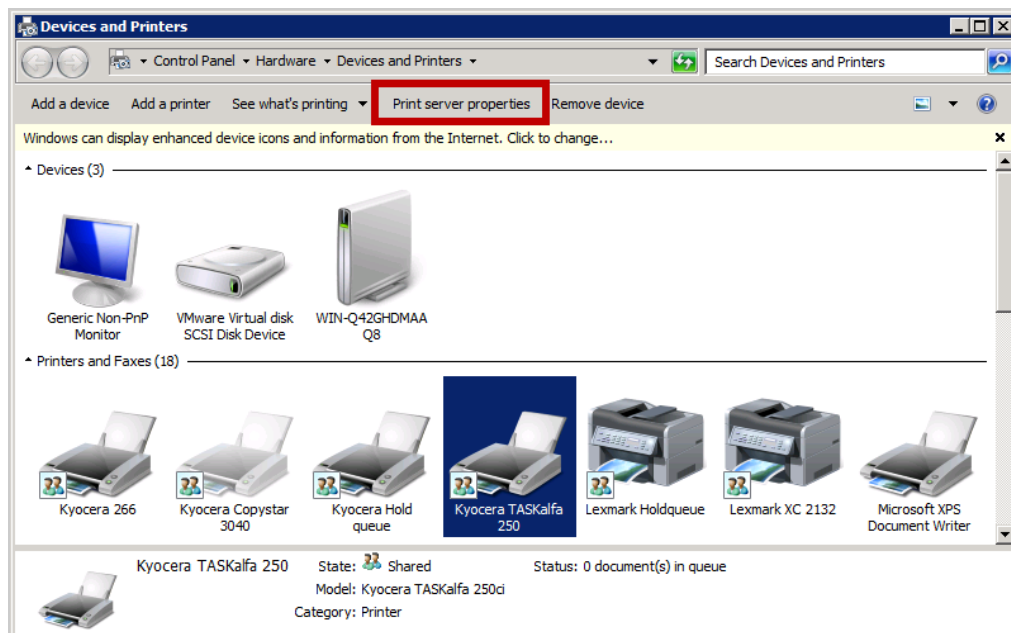 Devices and Printers
Control Panel Hardware Devices and Printers
Search Devices and Printers
Add a device Add a printer See what's printing Print server properties Remove device
Windows can display enhanced device icons and information from the Internet. Click to change...
Devices (3)
Generic Non-PnP
Monitor
VMware Virtual disk
SCSI Disk Device
WIN-Q42GHDMAA
Q8
Printers and Faxes (18)
Kyocera 266
Kyocera Copystar
3040
Kyocera Hold
queue
Kyocera TASKalfa
250
Lexmark Holdqueue
Lexmark XC 2132
Microsoft XPS
Document Writer
Kyocera TASKalfa 250 State: Shared Status: 0 document(s) in queue
Model: Kyocera TASKalfa 250ci
Category: Printer